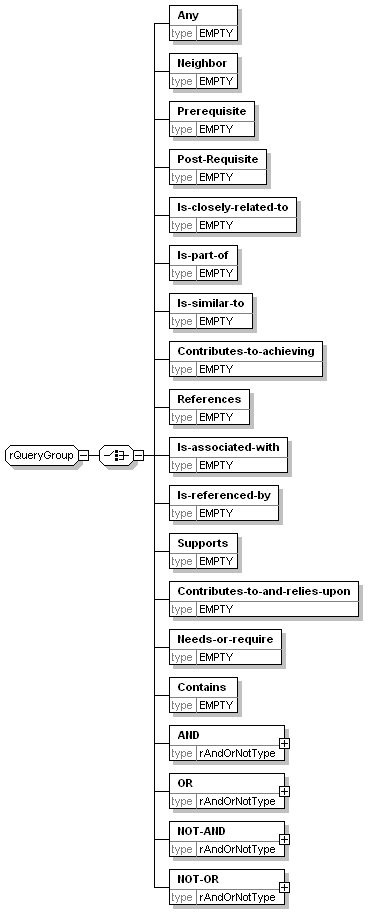 Any
type EMPTY
Neighbor
type EMPTY
Prerequisite
type EMPTY
Post-Requisite
type EMPTY
Is-closely-related-to
type EMPTY
Is-part-of
type EMPTY
Is-similar-to
type EMPTY
Contributes-to-achieving
type EMPTY
References
type EMPTY
rQueryGroup
Is-associated-with
type EMPTY
Is-referenced-by
type EMPTY
Supports
type EMPTY
Contributes-to-and-relies-upon
type EMPTY
Needs-or-require
type EMPTY
Contains
type EMPTY
AND
type rAndOrNotType
OR
type rAndOrNotType
NOT-AND
type rAndOrNotType
NOT-OR
type rAndOrNotType